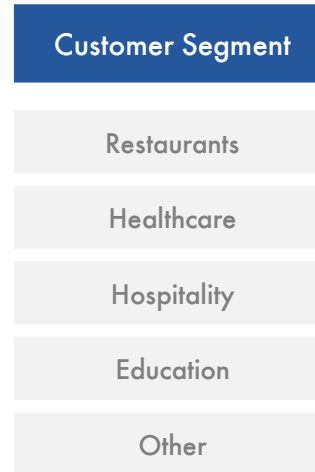 Customer Segment
Restaurants
Healthcare
Hospitality
Education
Other